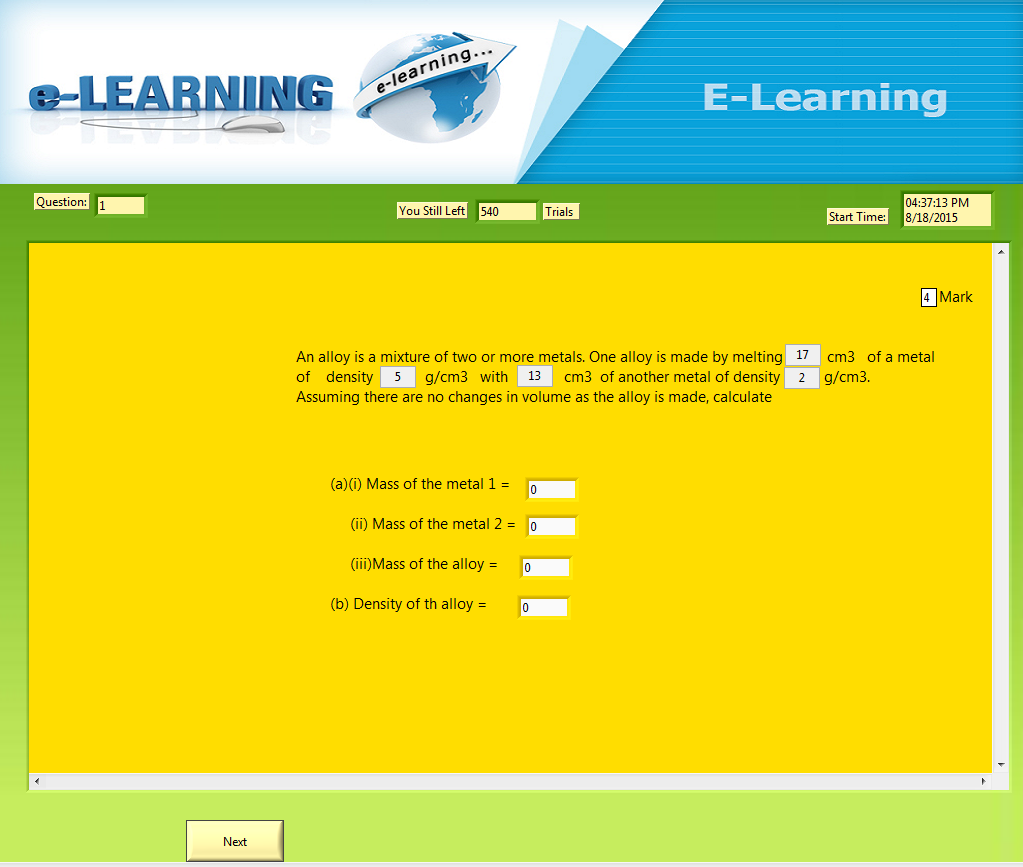 e-LEARNING
e-learning...
E-Learning
Question: 1
You Still Left 540 Trials
Start Time: 04:37:13 PM
8/18/2015
4 Mark
An alloy is a mixture of two or more metals. One alloy is made by melting 17 cm3 of a metal
of density 5 g/cm3 with 13 cm3 of another metal of density 2 g/cm3.
Assuming there are no changes in volume as the alloy is made, calculate
(a)(i) Mass of the metal 1 = 0
(ii) Mass of the metal 2 = 0
(iii)Mass of the alloy = 0
(b) Density of th alloy = 0
Next